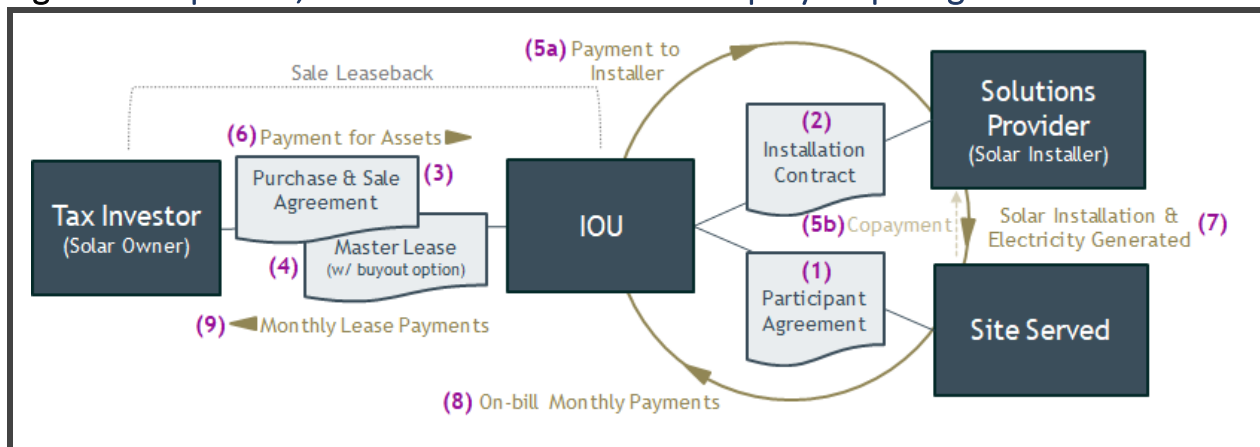 (5a) Payment to
Installer
Sale Leaseback
Solutions
Provider
(Solar Installer)
(2)
Installation
Contract
(6) Payment for Assets
Purchase & Sale
Agreement
(3)
Tax Investor
(Solar Owner)
IOU
(5b) Copayment
Solar Installation &
Electricity Generated
(7)
Master Lease
(w/ buyout option)
(4)
(1)
Participant
Agreement
Site Served
(9) Monthly Lease Payments
(8) On-bill Monthly Payments